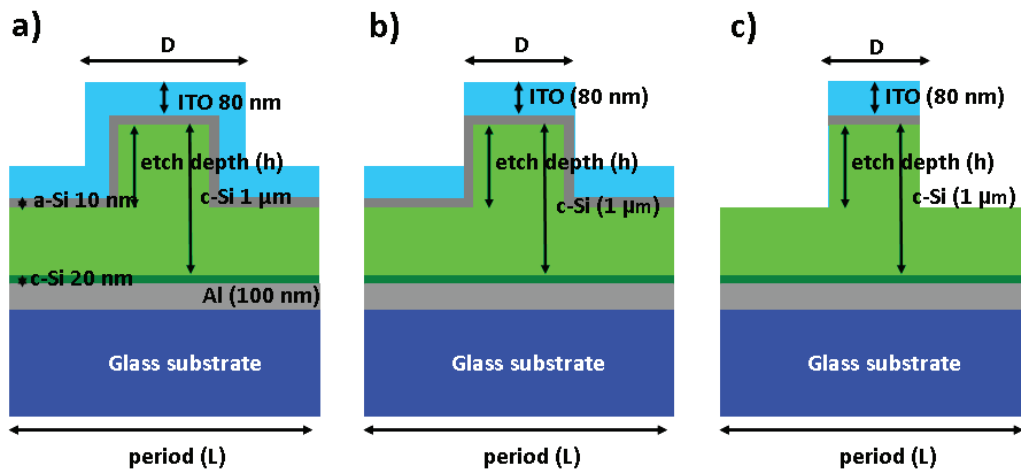 a)
D
ITO 80 nm
etch depth (h)
a-Si 10 nm
c-Si 1 µm
c-Si 20 nm
Al (100 nm)
Glass substrate
period (L)
b)
D
ITO (80 nm)
etch depth (h)
c-Si (1 µm)
Glass substrate
period (L)
c)
D
ITO (80 nm)
etch depth (h)
c-Si (1 µm)
Glass substrate
period (L)